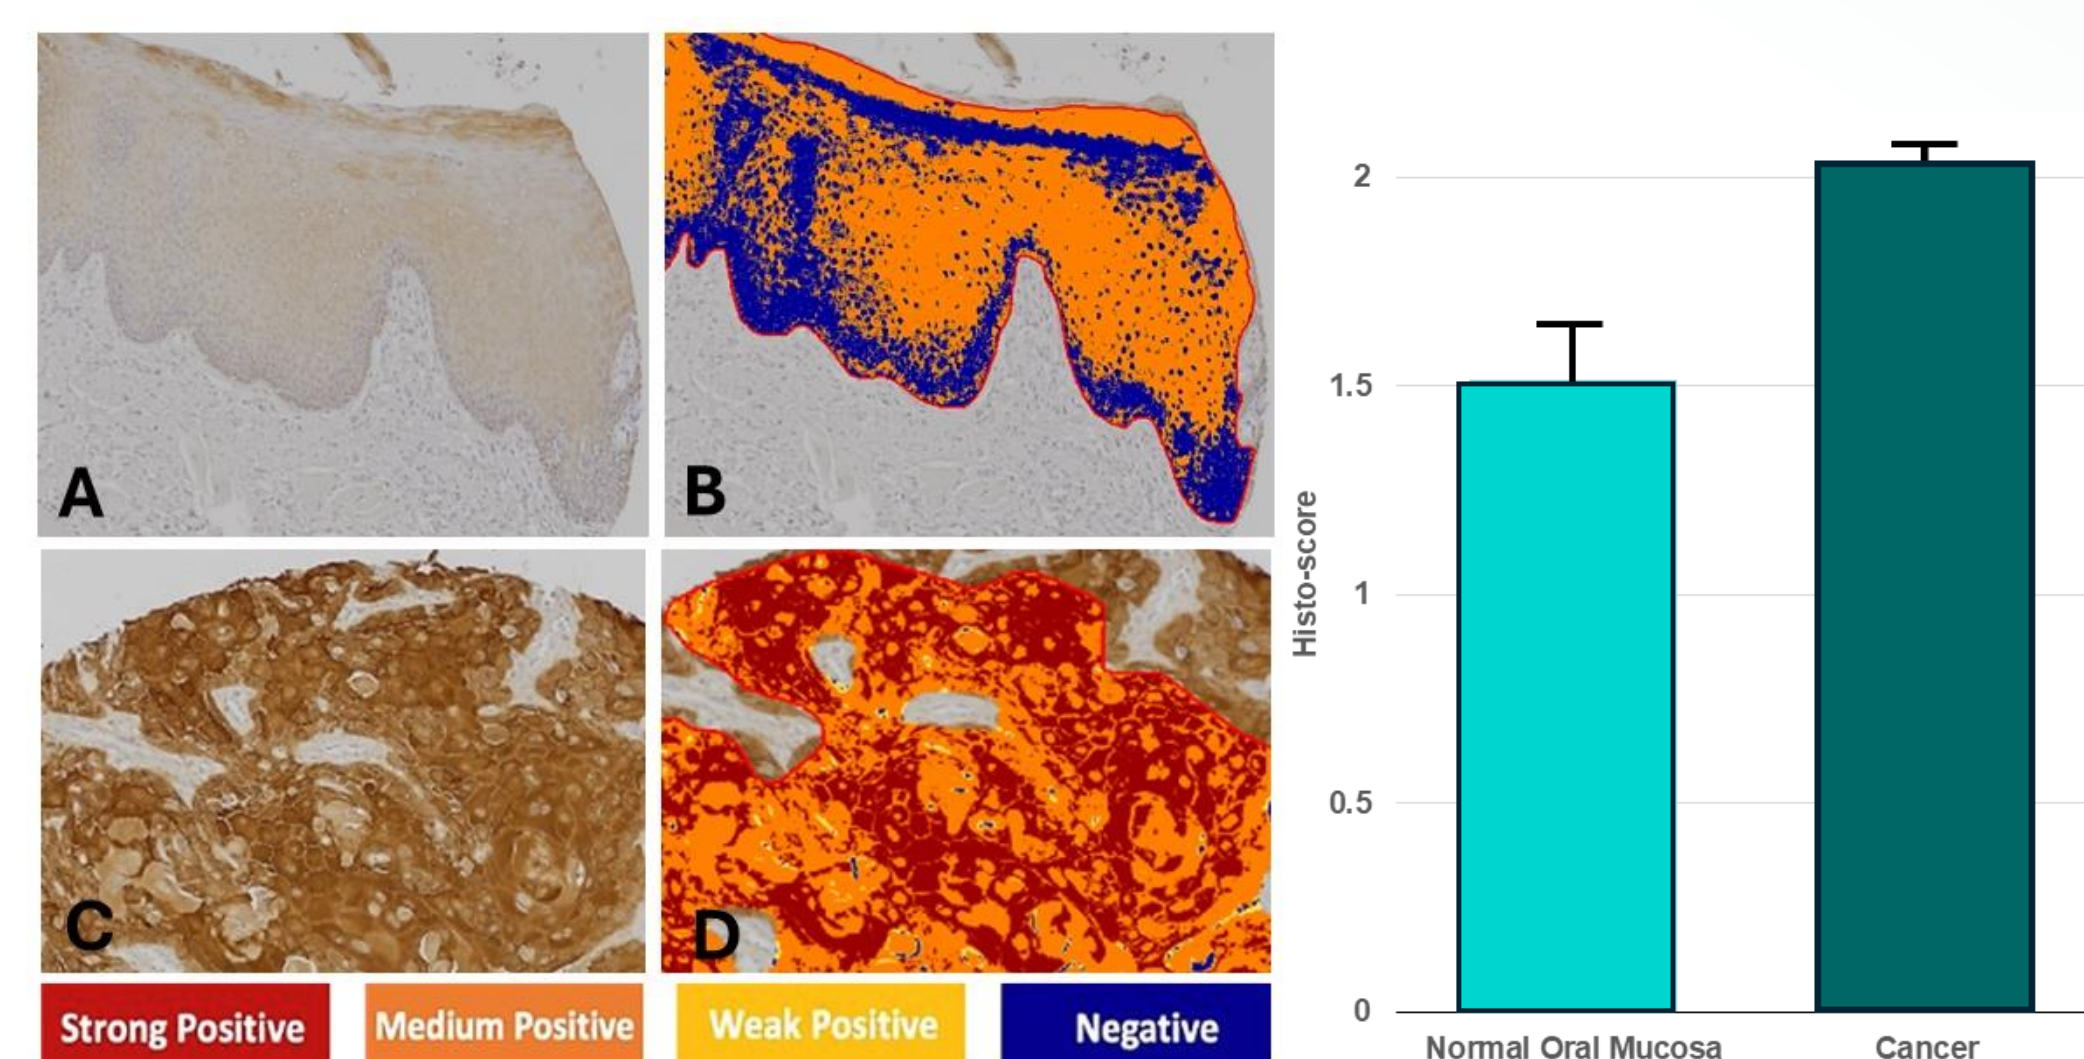 A
B
C
D
Strong Positive
Medium Positive
Weak Positive
Negative
Histo-score
2
1.5
1
0.5
0
Normal Oral Mucosa
Cancer